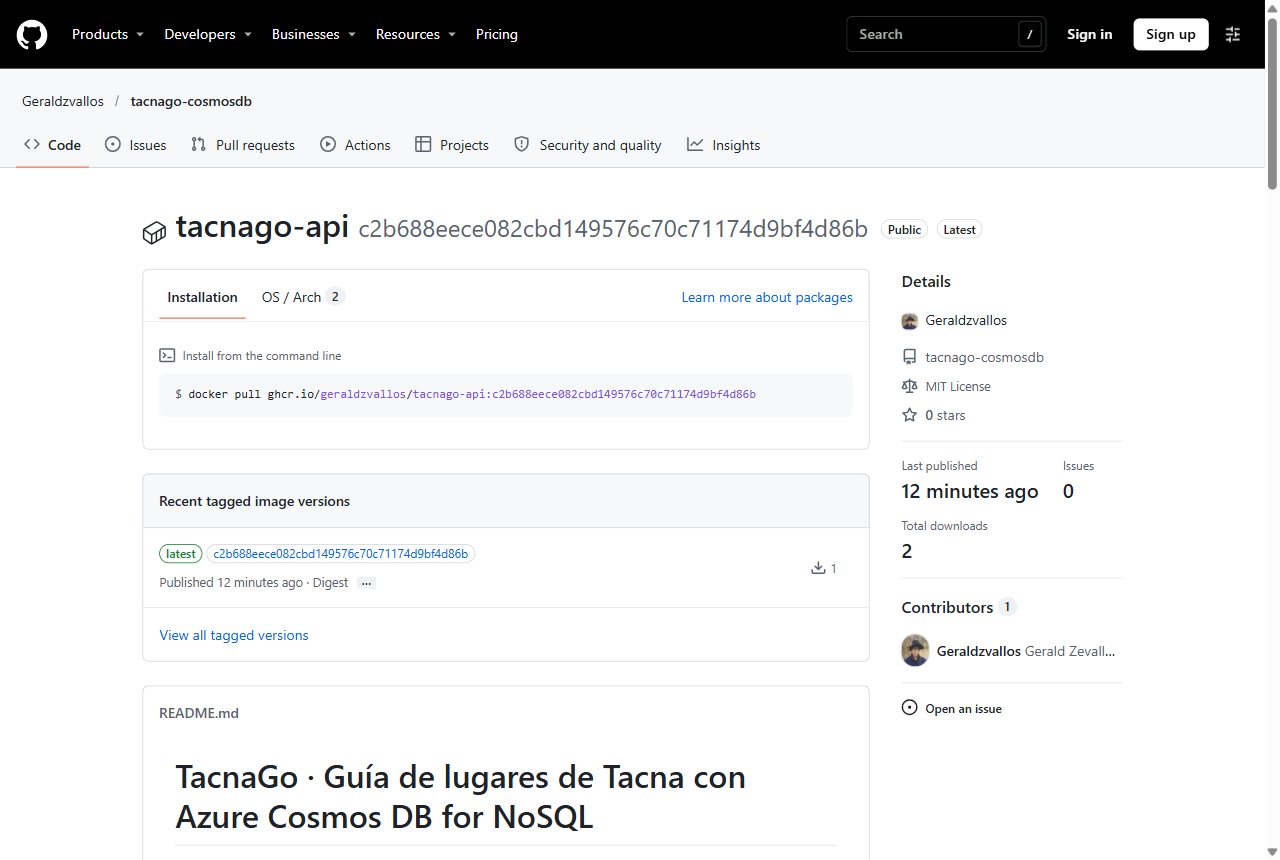 Products Developers Businesses Resources Pricing Search / Sign in Sign up
Geraldzvallos / tacnago-cosmosdb
Code Issues Pull requests Actions Projects Security and quality Insights
tacnago-api c2b688eece082cbd149576c70c71174d9bf4d86b Public Latest
Installation OS / Arch 2 Learn more about packages
Install from the command line
$ docker pull ghcr.io/geraldzvallos/tacnago-api:c2b688eece082cbd149576c70c71174d9bf4d86b
Recent tagged image versions
latest c2b688eece082cbd149576c70c71174d9bf4d86b
Published 12 minutes ago · Digest ...
1
View all tagged versions
README.md
TacnaGo · Guía de lugares de Tacna con
Azure Cosmos DB for NoSQL
Details
Geraldzvallos
tacnago-cosmosdb
MIT License
0 stars
Last published Issues
12 minutes ago 0
Total downloads
2
Contributors 1
Geraldzvallos Gerald Zevall...
Open an issue